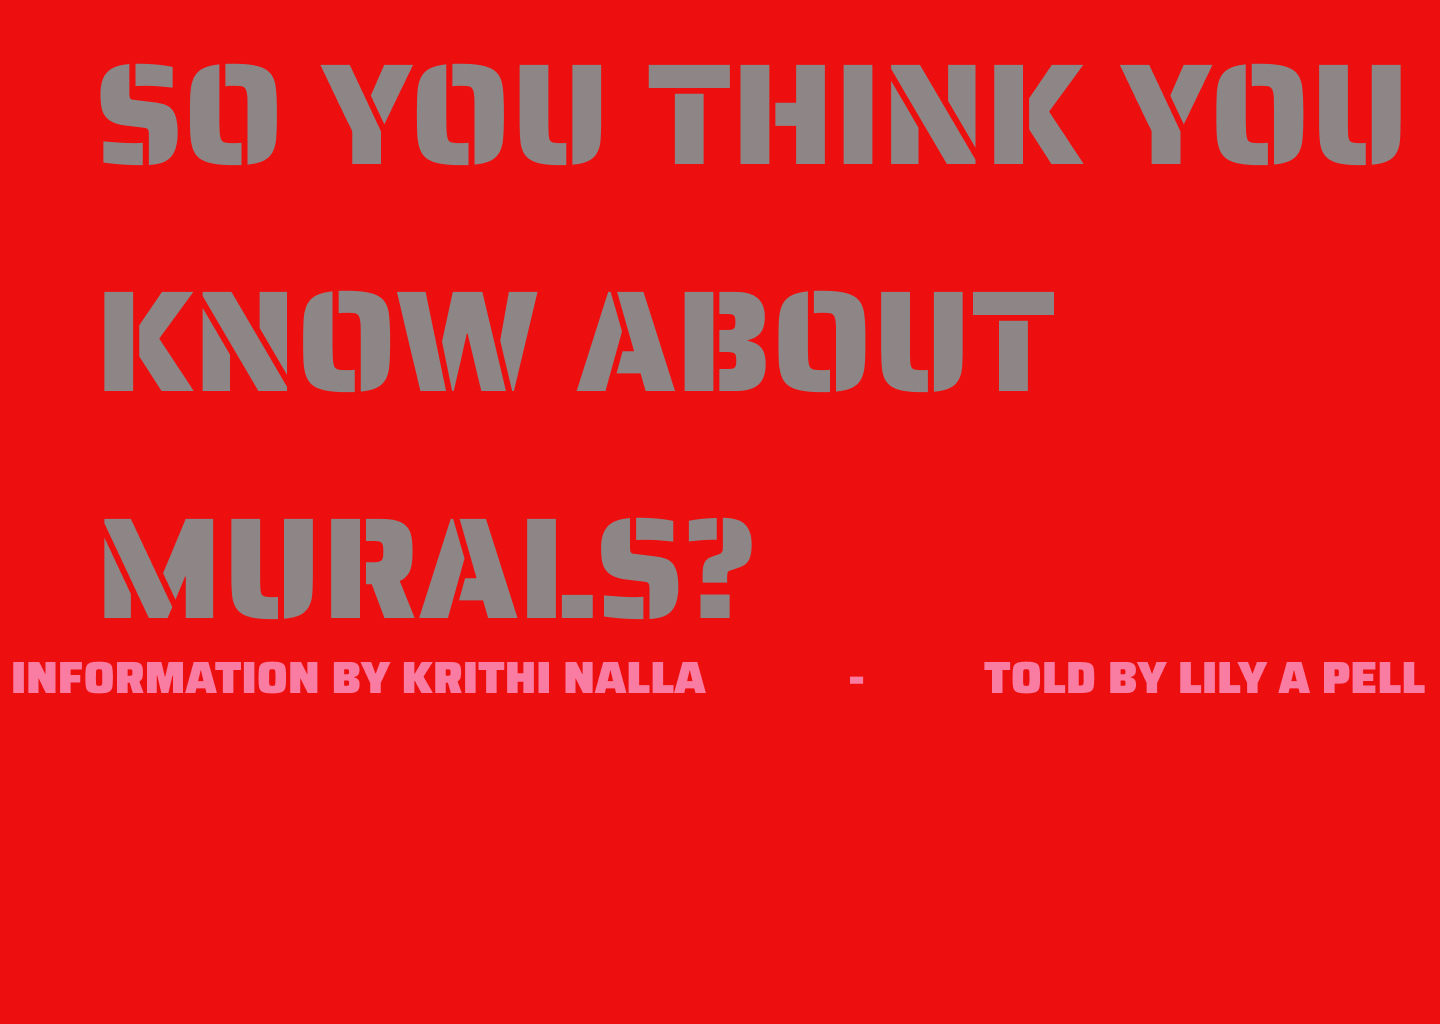 SO YOU THINK YOU
KNOW ABOUT
MURALS?
INFORMATION BY KRITHI NALLA - TOLD BY LILY A PELL